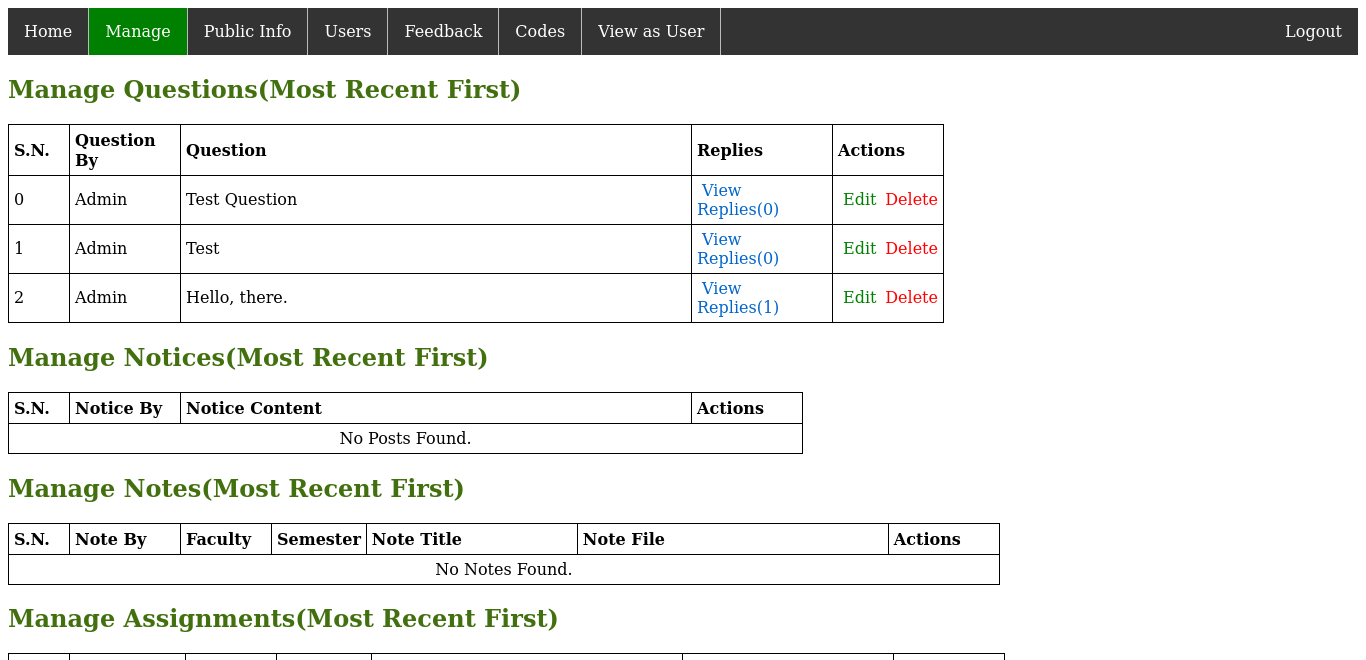 Home Manage Public Info Users Feedback Codes View as User Logout
Manage Questions(Most Recent First)
S.N. Question By Question Replies Actions
0 Admin Test Question View Replies(0) Edit Delete
1 Admin Test View Replies(0) Edit Delete
2 Admin Hello, there. View Replies(1) Edit Delete
Manage Notices(Most Recent First)
S.N. Notice By Notice Content Actions
No Posts Found.
Manage Notes(Most Recent First)
S.N. Note By Faculty Semester Note Title Note File Actions
No Notes Found.
Manage Assignments(Most Recent First)